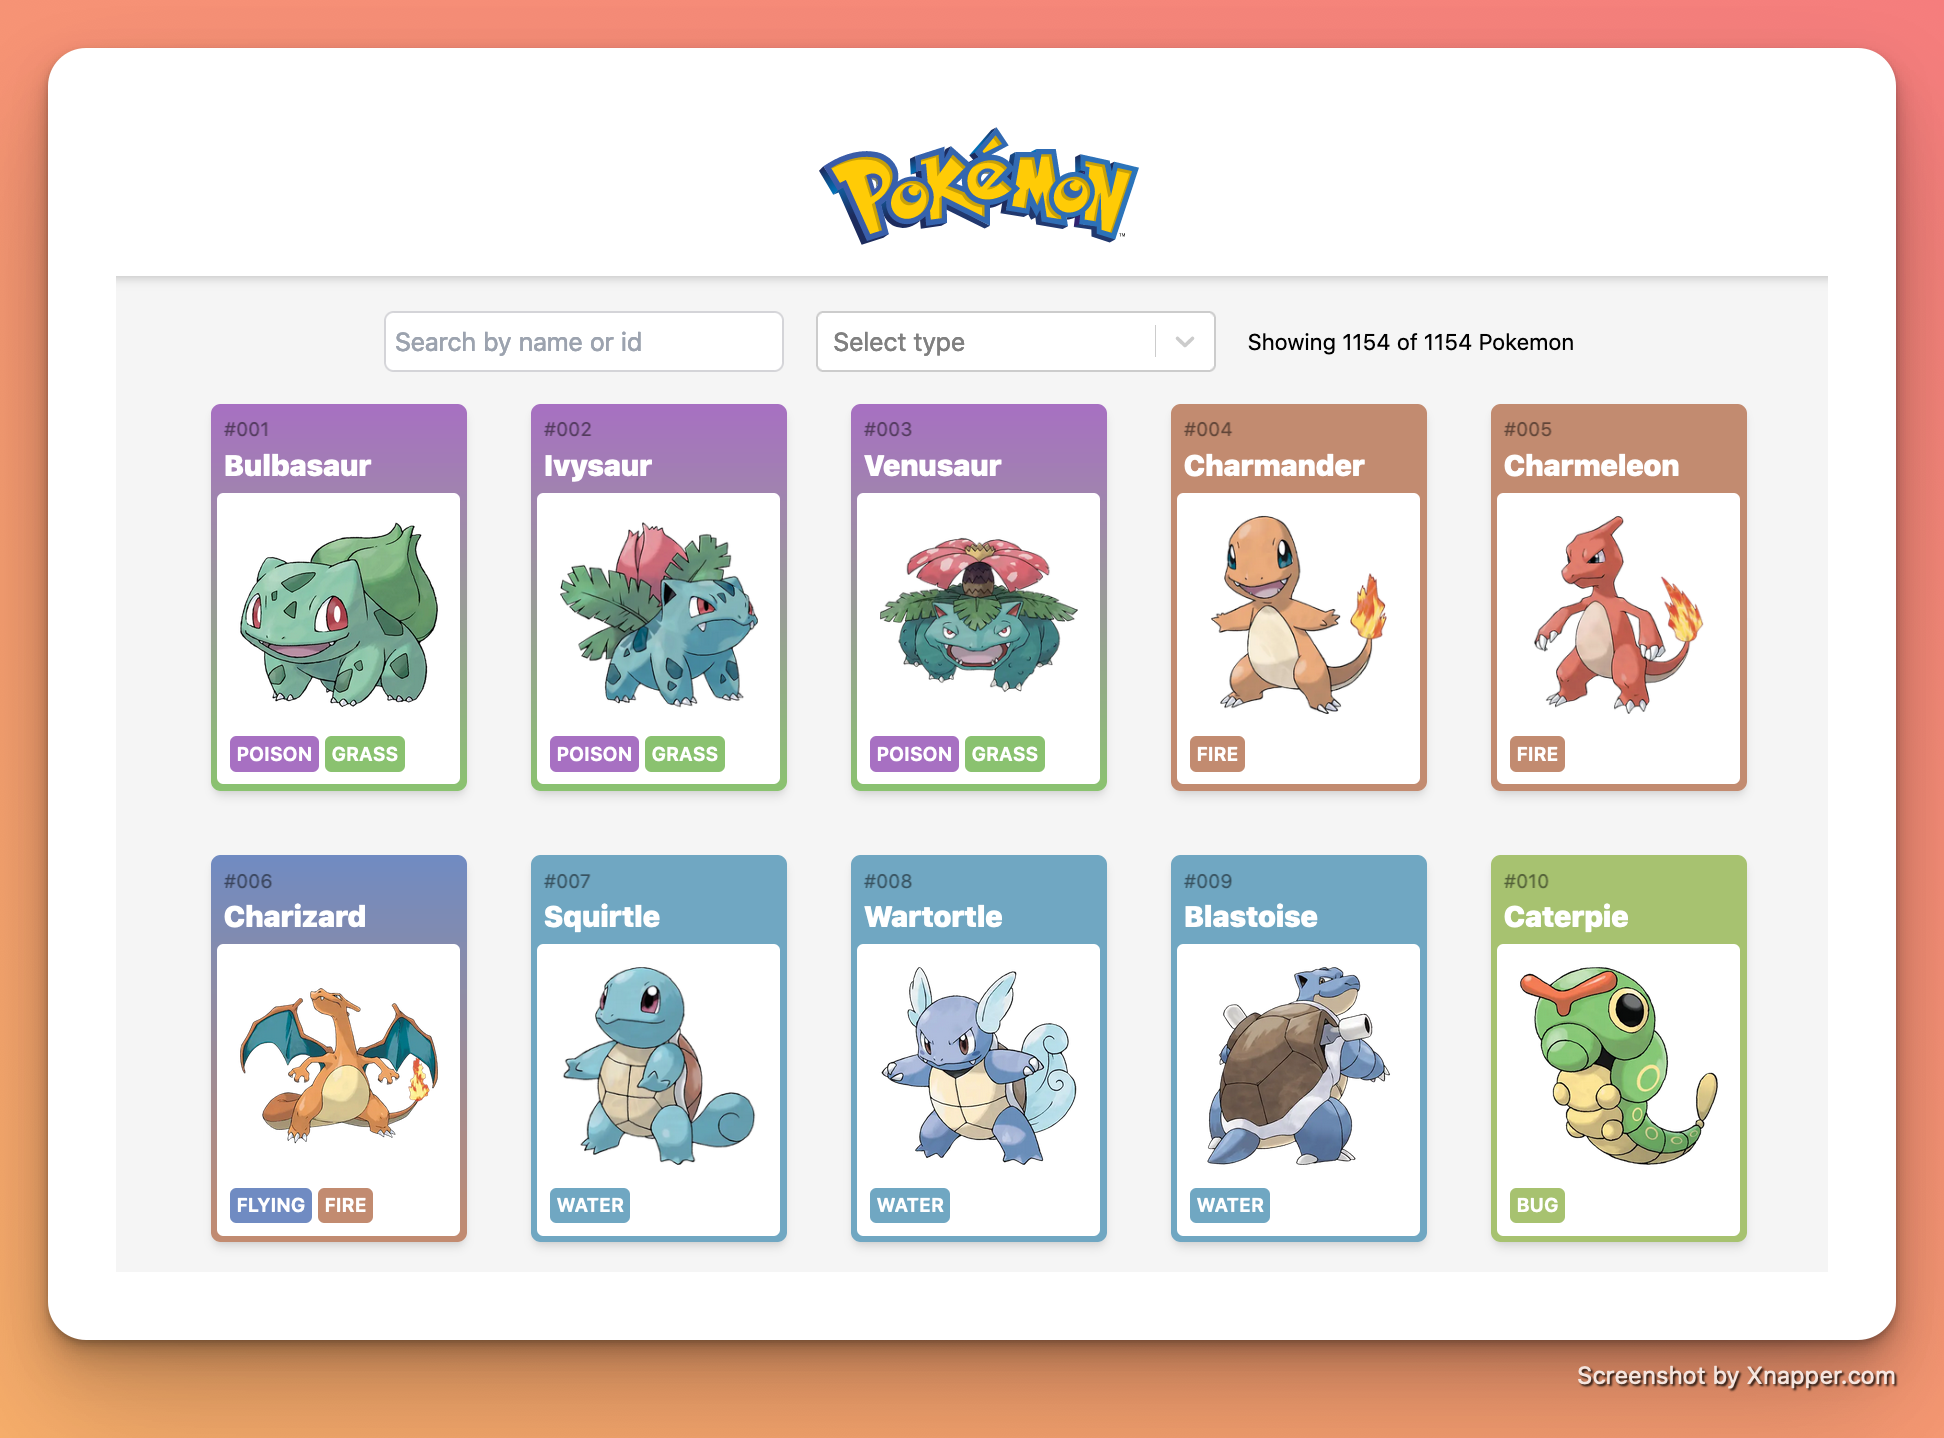 Pokémon
™
Search by name or id
Select type
Showing 1154 of 1154 Pokemon
#001
Bulbasaur
POISON GRASS
#002
Ivysaur
POISON GRASS
#003
Venusaur
POISON GRASS
#004
Charmander
FIRE
#005
Charmeleon
FIRE
#006
Charizard
FLYING FIRE
#007
Squirtle
WATER
#008
Wartortle
WATER
#009
Blastoise
WATER
#010
Caterpie
BUG
Screenshot by Xnapper.com